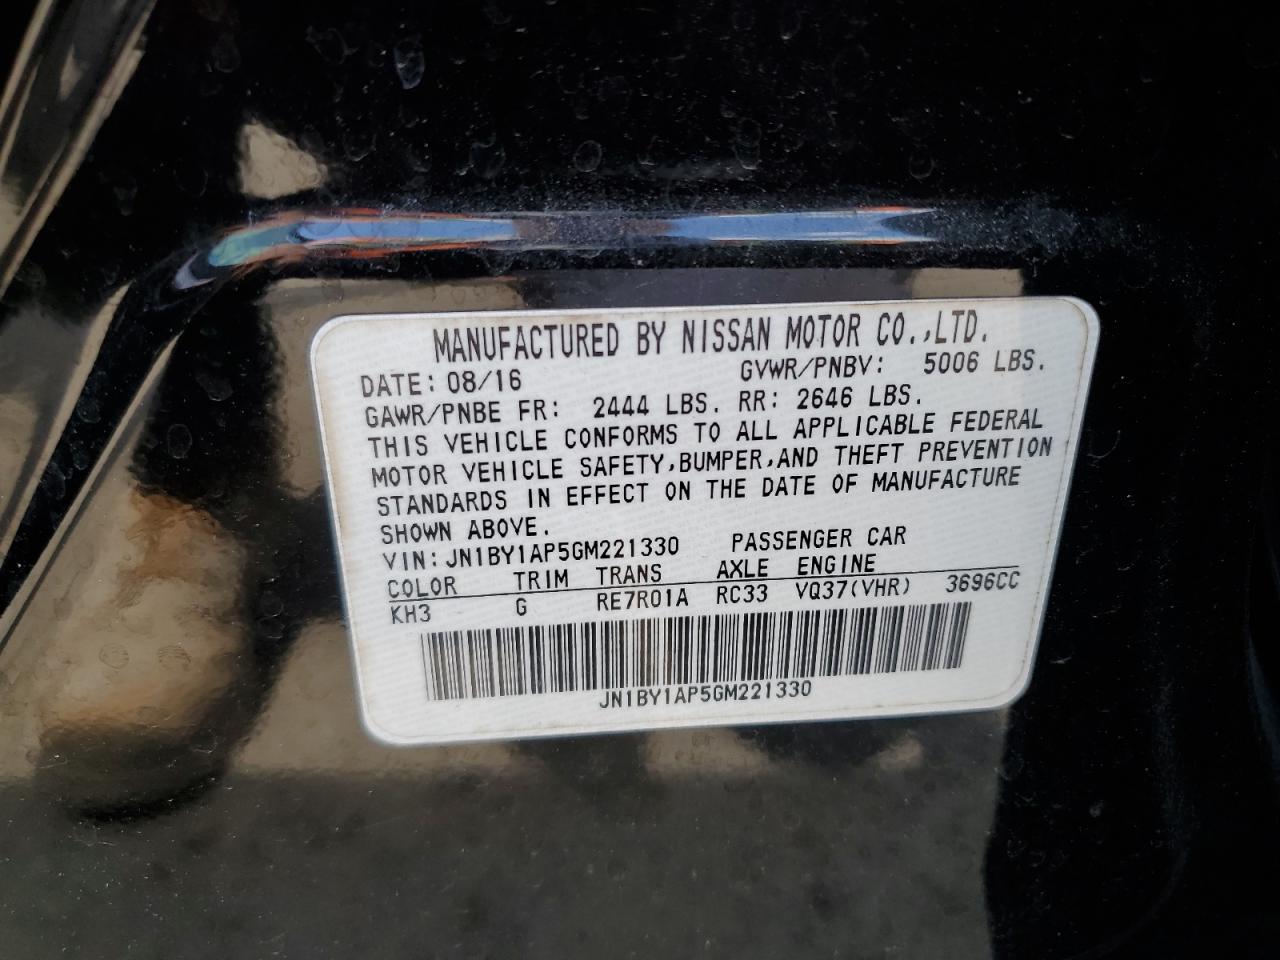 MANUFACTURED BY NISSAN MOTOR CO.,LTD.
DATE: 08/16 GVWR/PNBV: 5006 LBS.
GAWR/PNBE FR: 2444 LBS. RR: 2646 LBS.
THIS VEHICLE CONFORMS TO ALL APPLICABLE FEDERAL
MOTOR VEHICLE SAFETY,BUMPER,AND THEFT PREVENTION
STANDARDS IN EFFECT ON THE DATE OF MANUFACTURE
SHOWN ABOVE.
VIN: JN1BY1AP5GM221330 PASSENGER CAR
COLOR TRIM TRANS AXLE ENGINE
KH3 G RE7R01A RC33 VQ37(VHR) 3696CC
JN1BY1AP5GM221330